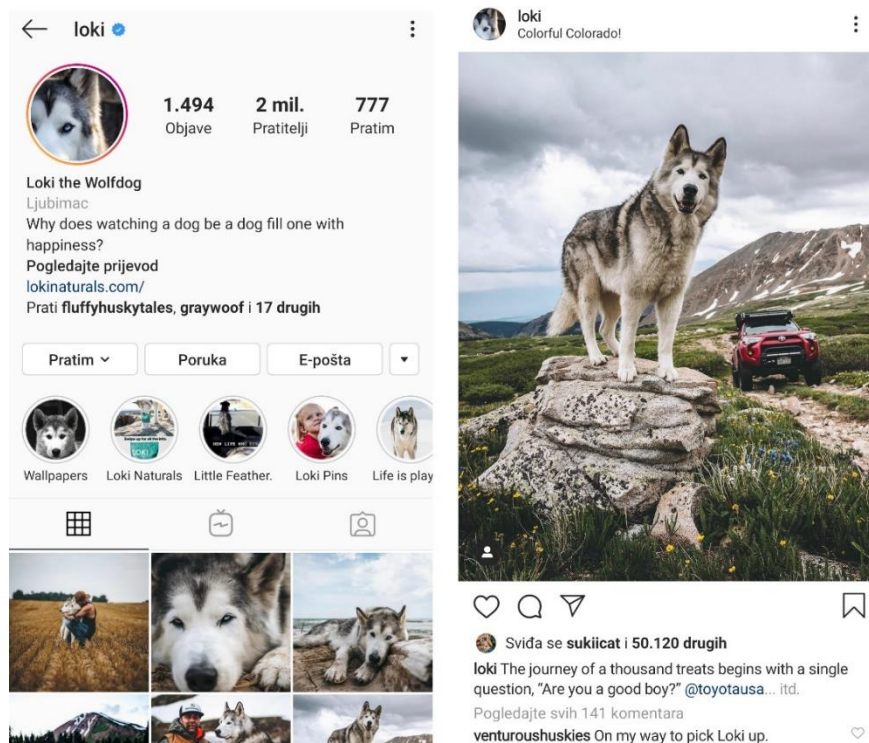 loki
1.494
2 mil.
777
Objave
Pratitelji
Pratim
Loki the Wolfdog
Ljubimac
Why does watching a dog be a dog fill one with
happiness?
Pogledajte prijevod
lokinaturals.com/
Prati fluffyhuskytales, graywoof i 17 drugih
Pratim
Poruka
E-pošta
LOKI
Wallpapers
Loki Naturals
Little Feather.
Loki Pins
Life is play
loki
Colorful Colorado!
Sviđa se sukiicat i 50.120 drugih
loki The journey of a thousand treats begins with a single
question, “Are you a good boy?” @toyotausa... itd.
Pogledajte svih 141 komentara
venturoushuskies On my way to pick Loki up.